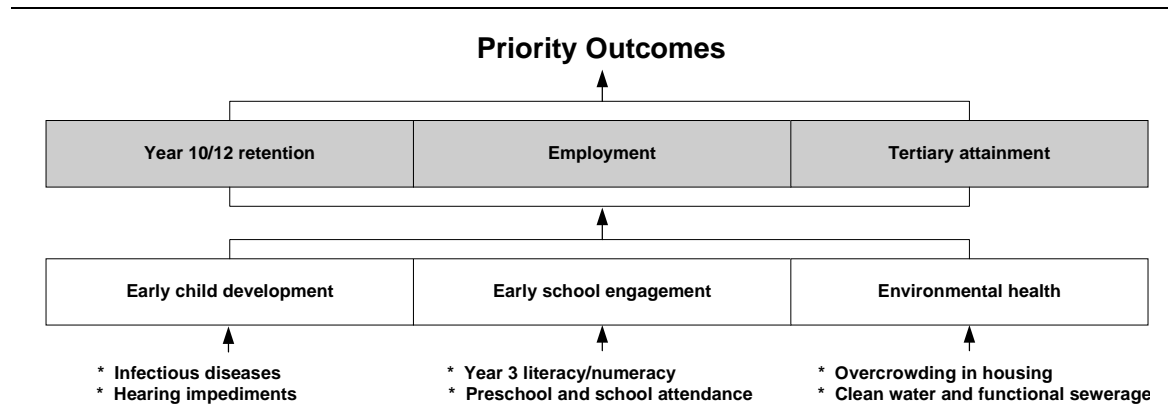 Priority Outcomes
Year 10/12 retention
Employment
Tertiary attainment
Early child development
Early school engagement
Environmental health
* Infectious diseases
* Hearing impediments
* Year 3 literacy/numeracy
* Preschool and school attendance
* Overcrowding in housing
* Clean water and functional sewerage